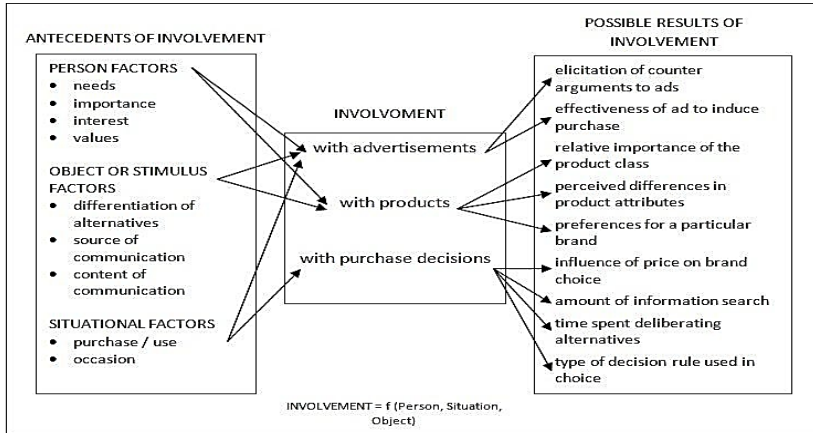 ANTECEDENTS OF INVOLVEMENT
PERSON FACTORS
• needs
• importance
• interest
• values
OBJECT OR STIMULUS
FACTORS
• differentiation of
alternatives
• source of
communication
• content of
communication
SITUATIONAL FACTORS
• purchase / use
• occasion
INVOLVOMENT
with advertisements
with products
with purchase decisions
INVOLVEMENT = f (Person, Situation,
Object)
POSSIBLE RESULTS OF
INVOLVEMENT
elicitation of counter
arguments to ads
effectiveness of ad to induce
purchase
relative importance of the
product class
perceived differences in
product attributes
preferences for a particular
brand
influence of price on brand
choice
amount of information search
time spent deliberating
alternatives
type of decision rule used in
choice